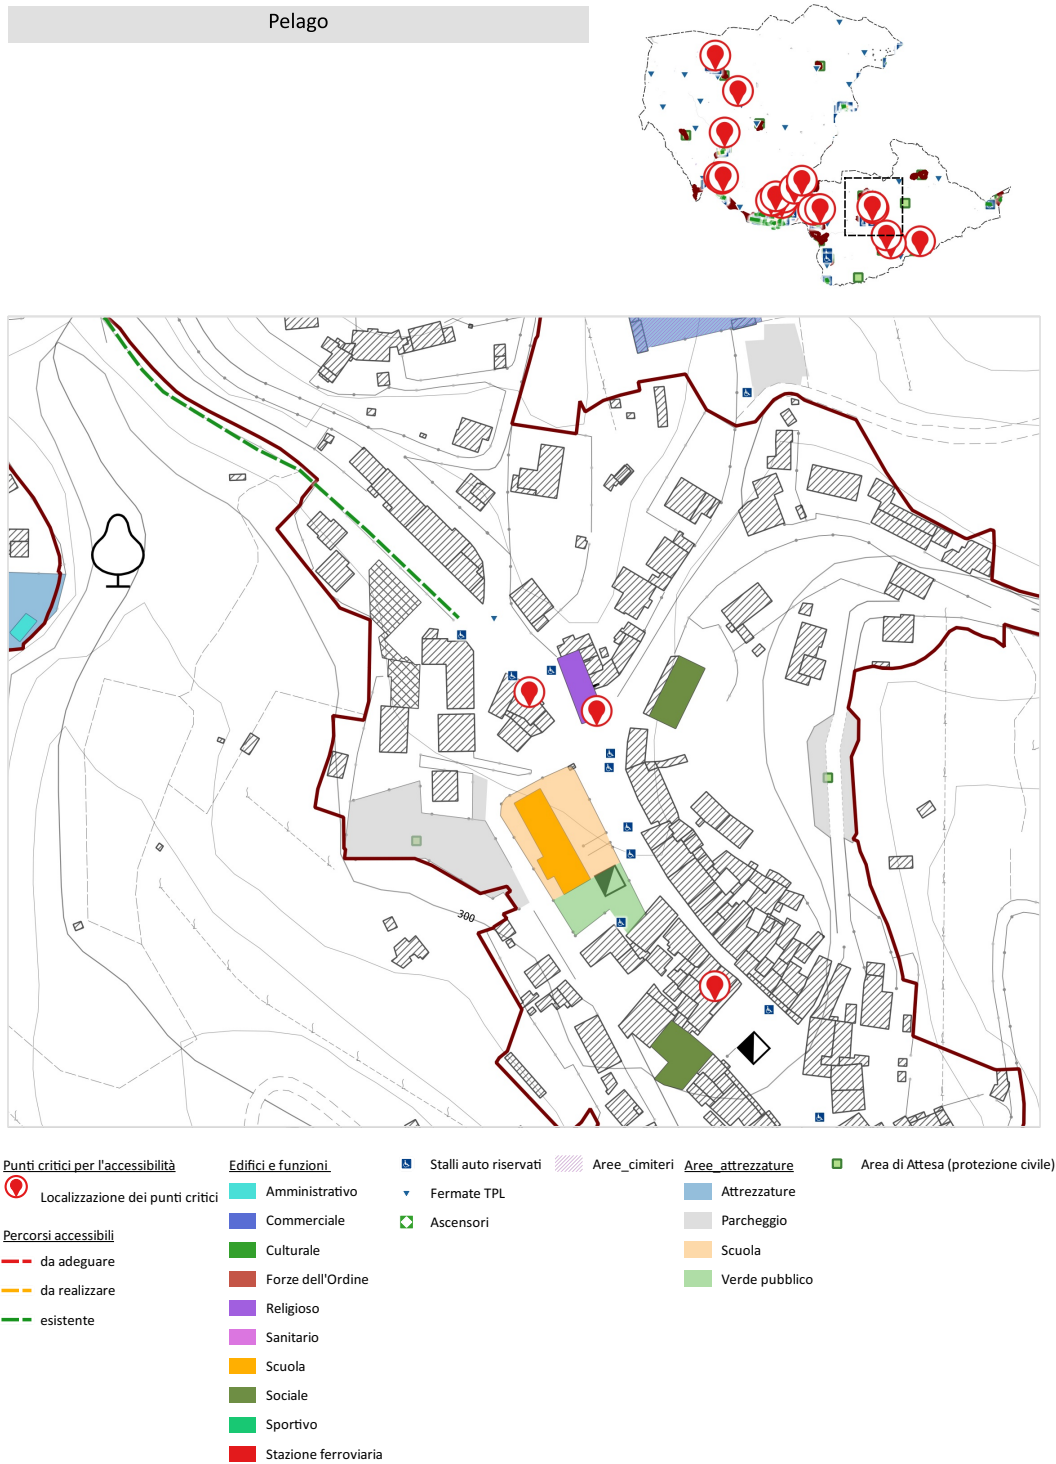 Pelago
300
Punti critici per l'accessibilità
Localizzazione dei punti critici
Percorsi accessibili
da adeguare
da realizzare
esistente
Edifici e funzioni
Amministrativo
Commerciale
Culturale
Forze dell'Ordine
Religioso
Sanitario
Scuola
Sociale
Sportivo
Stazione ferroviaria
Stalli auto riservati
Fermate TPL
Ascensori
Aree_cimiteri
Aree_attrezzature
Attrezzature
Parcheggio
Scuola
Verde pubblico
Area di Attesa (protezione civile)